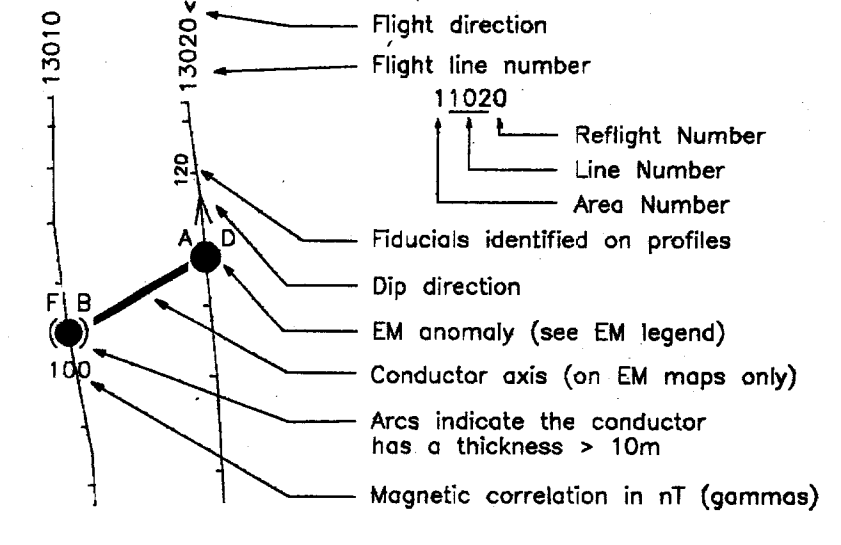 13010
13020 <
Flight direction
Flight line number
11020
Reflight Number
Line Number
Area Number
120
A D
Fiducials identified on profiles
Dip direction
F B
EM anomaly (see EM legend)
Conductor axis (on EM maps only)
100
Arcs indicate the conductor
has a thickness > 10m
Magnetic correlation in nT (gammas)